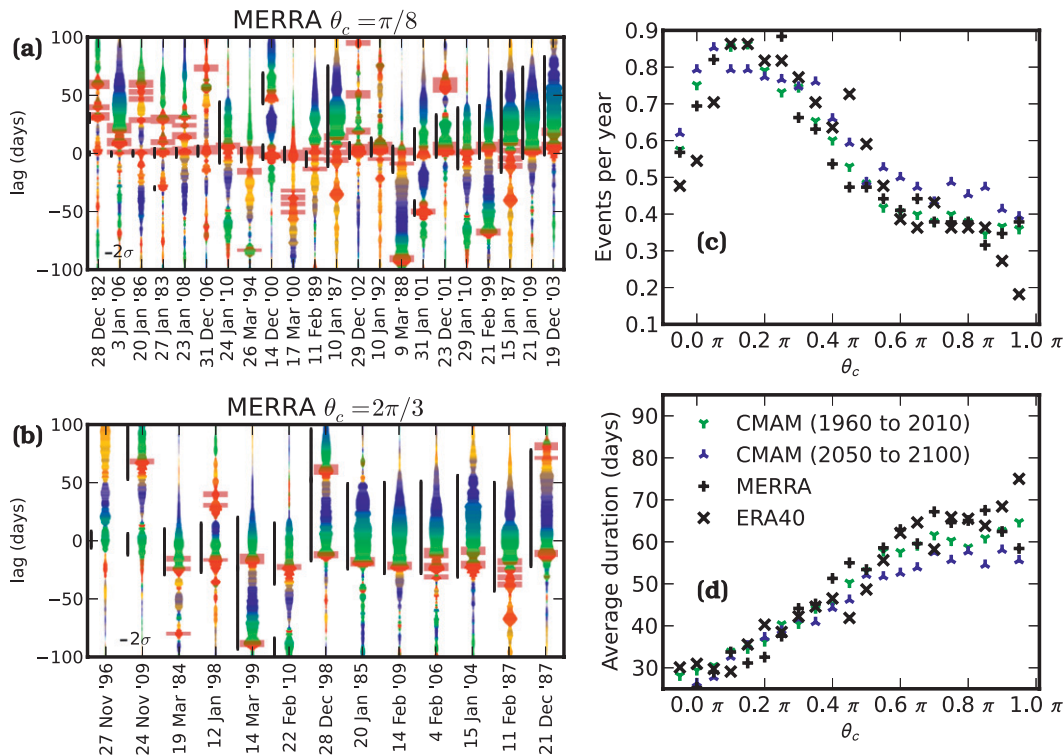 MERRA θc = π/8
(a)
lag (days)
100
50
0
−50
−100
2σ
28 Dec '82
3 Jan '06
20 Jan '86
27 Jan '83
23 Jan '08
31 Dec '06
24 Jan '10
26 Mar '94
14 Dec '00
17 Mar '00
11 Feb '89
10 Jan '87
29 Dec '02
10 Jan '92
9 Mar '88
31 Jan '01
23 Dec '01
29 Jan '10
21 Feb '99
15 Jan '87
21 Jan '09
19 Dec '03
MERRA θc = 2π/3
(b)
lag (days)
100
50
0
−50
−100
2σ
27 Nov '96
24 Nov '09
19 Mar '84
12 Jan '98
14 Mar '99
22 Feb '10
28 Dec '98
20 Jan '85
14 Feb '09
4 Feb '06
15 Jan '04
11 Feb '87
21 Dec '87
Events per year
0.9
0.8
0.7
0.6
0.5
0.4
0.3
0.2
0.1
(c)
0.0 π 0.2 π 0.4 π 0.6 π 0.8 π 1.0 π
θc
Average duration (days)
90
80
70
60
50
40
30
CMAM (1960 to 2010)
CMAM (2050 to 2100)
MERRA
ERA40
(d)
0.0 π 0.2 π 0.4 π 0.6 π 0.8 π 1.0 π
θc